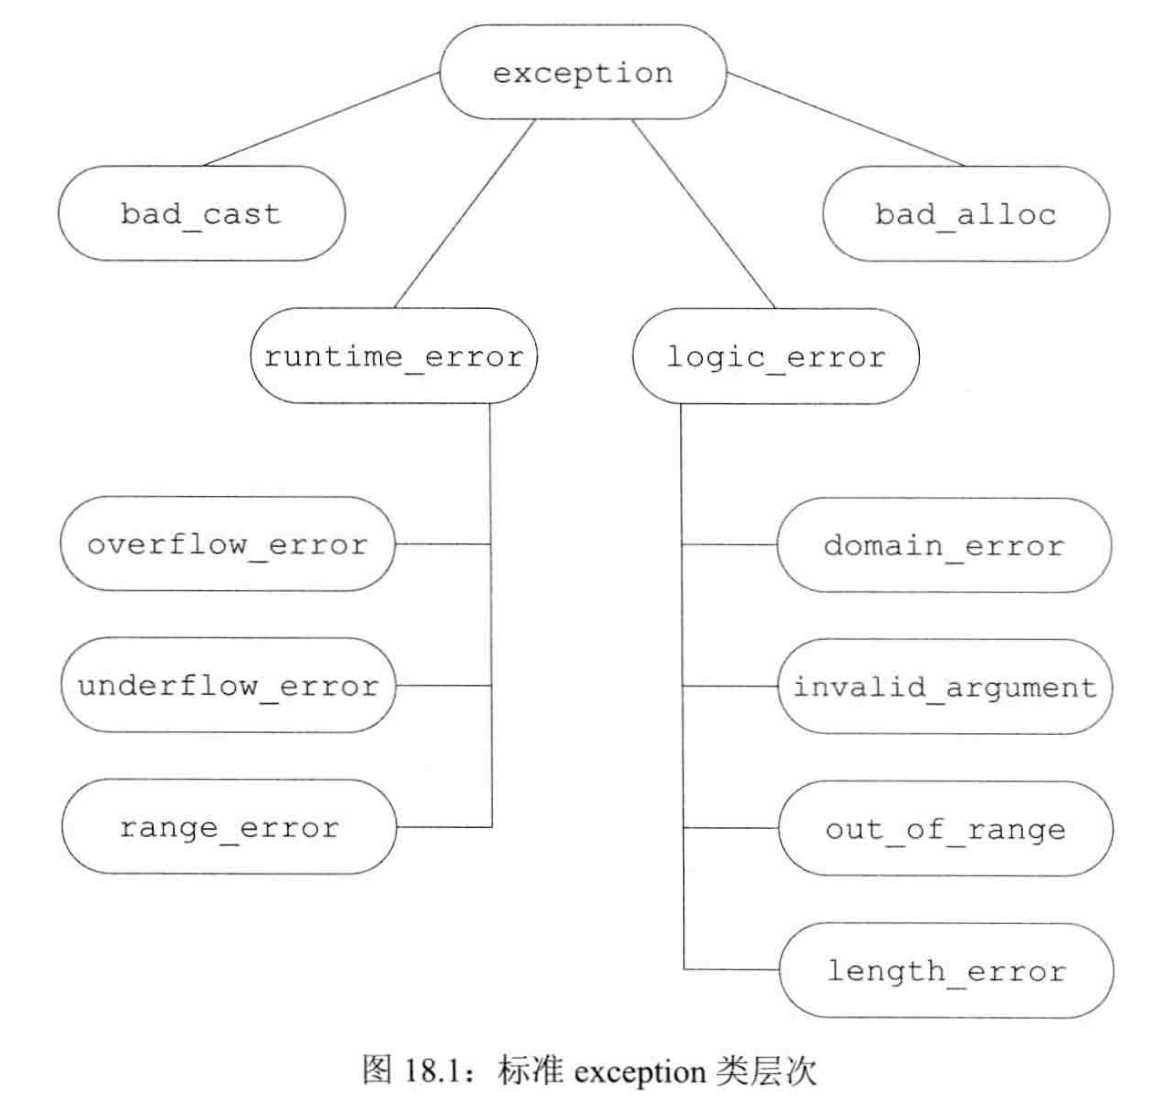 exception
bad_cast
bad_alloc
runtime_error
logic_error
overflow_error
domain_error
underflow_error
invalid_argument
range_error
out_of_range
length_error
图 18.1：标准 exception 类层次